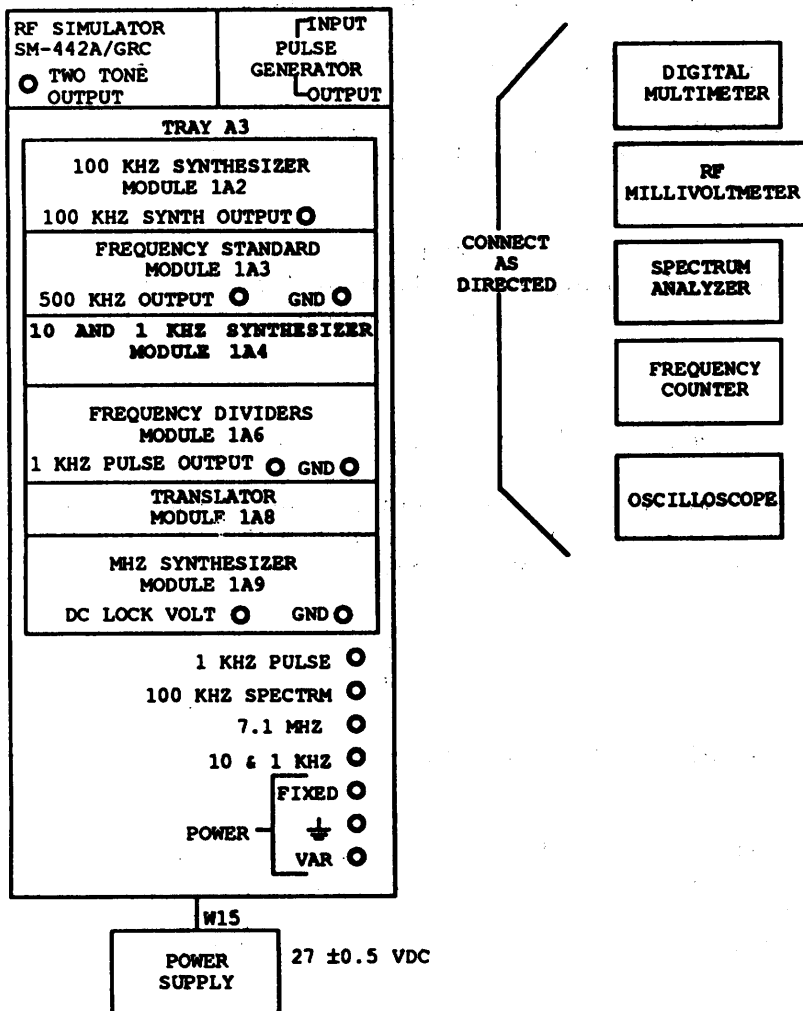 RF SIMULATOR
SM-442A/GRC
TWO TONE
OUTPUT
INPUT
PULSE
GENERATOR
OUTPUT
TRAY A3
100 KHZ SYNTHESIZER
MODULE 1A2
100 KHZ SYNTH OUTPUT
FREQUENCY STANDARD
MODULE 1A3
500 KHZ OUTPUT GND
10 AND 1 KHZ SYNTHESIZER
MODULE 1A4
FREQUENCY DIVIDERS
MODULE 1A6
1 KHZ PULSE OUTPUT GND
TRANSLATOR
MODULE 1A8
MHZ SYNTHESIZER
MODULE 1A9
DC LOCK VOLT GND
1 KHZ PULSE
100 KHZ SPECTRM
7.1 MHZ
10 & 1 KHZ
FIXED
POWER
VAR
W15
POWER
SUPPLY
27 ±0.5 VDC
CONNECT
AS
DIRECTED
DIGITAL
MULTIMETER
RF
MILLIVOLTMETER
SPECTRUM
ANALYZER
FREQUENCY
COUNTER
OSCILLOSCOPE